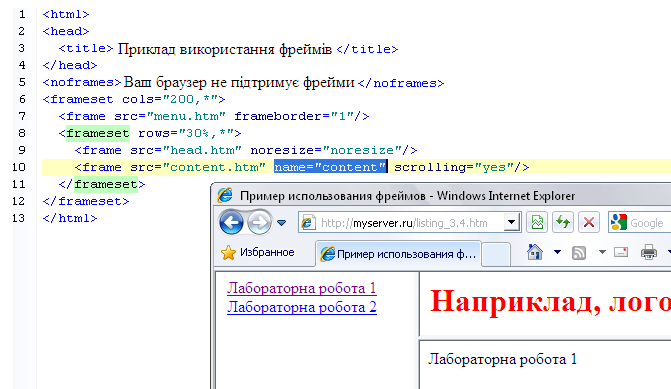 1 <html>
2 <head>
3 <title> Приклад використання фреймів </title>
4 </head>
5 <noframes> Ваш браузер не підтримує фрейми </noframes>
6 <frameset cols="200,*">
7 <frame src="menu.htm" frameborder="1"/>
8 <frameset rows="30%,*">
9 <frame src="head.htm" noresize="noresize"/>
10 <frame src="content.htm" name="content" scrolling="yes"/>
11 </frameset>
12 </frameset>
13 </html>
Пример использования фреймов - Windows Internet Explorer
http://myserver.ru/listing_3.4.htm
Google
Избранное
Пример использования ф...
Лабораторна робота 1
Лабораторна робота 2
Наприклад, лого
Лабораторна робота 1